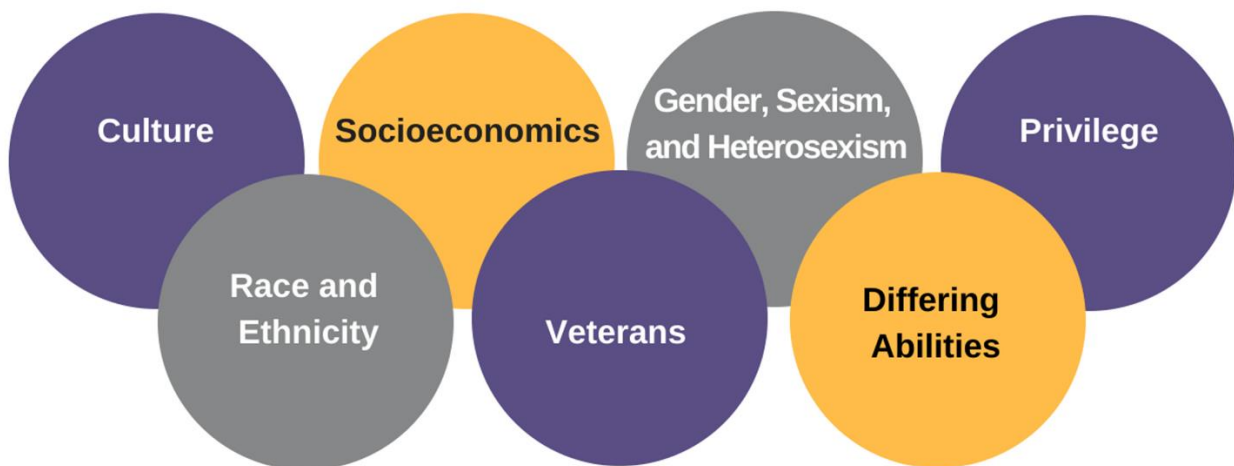 Culture
Socioeconomics
Gender, Sexism,
and Heterosexism
Privilege
Race and
Ethnicity
Veterans
Differing
Abilities